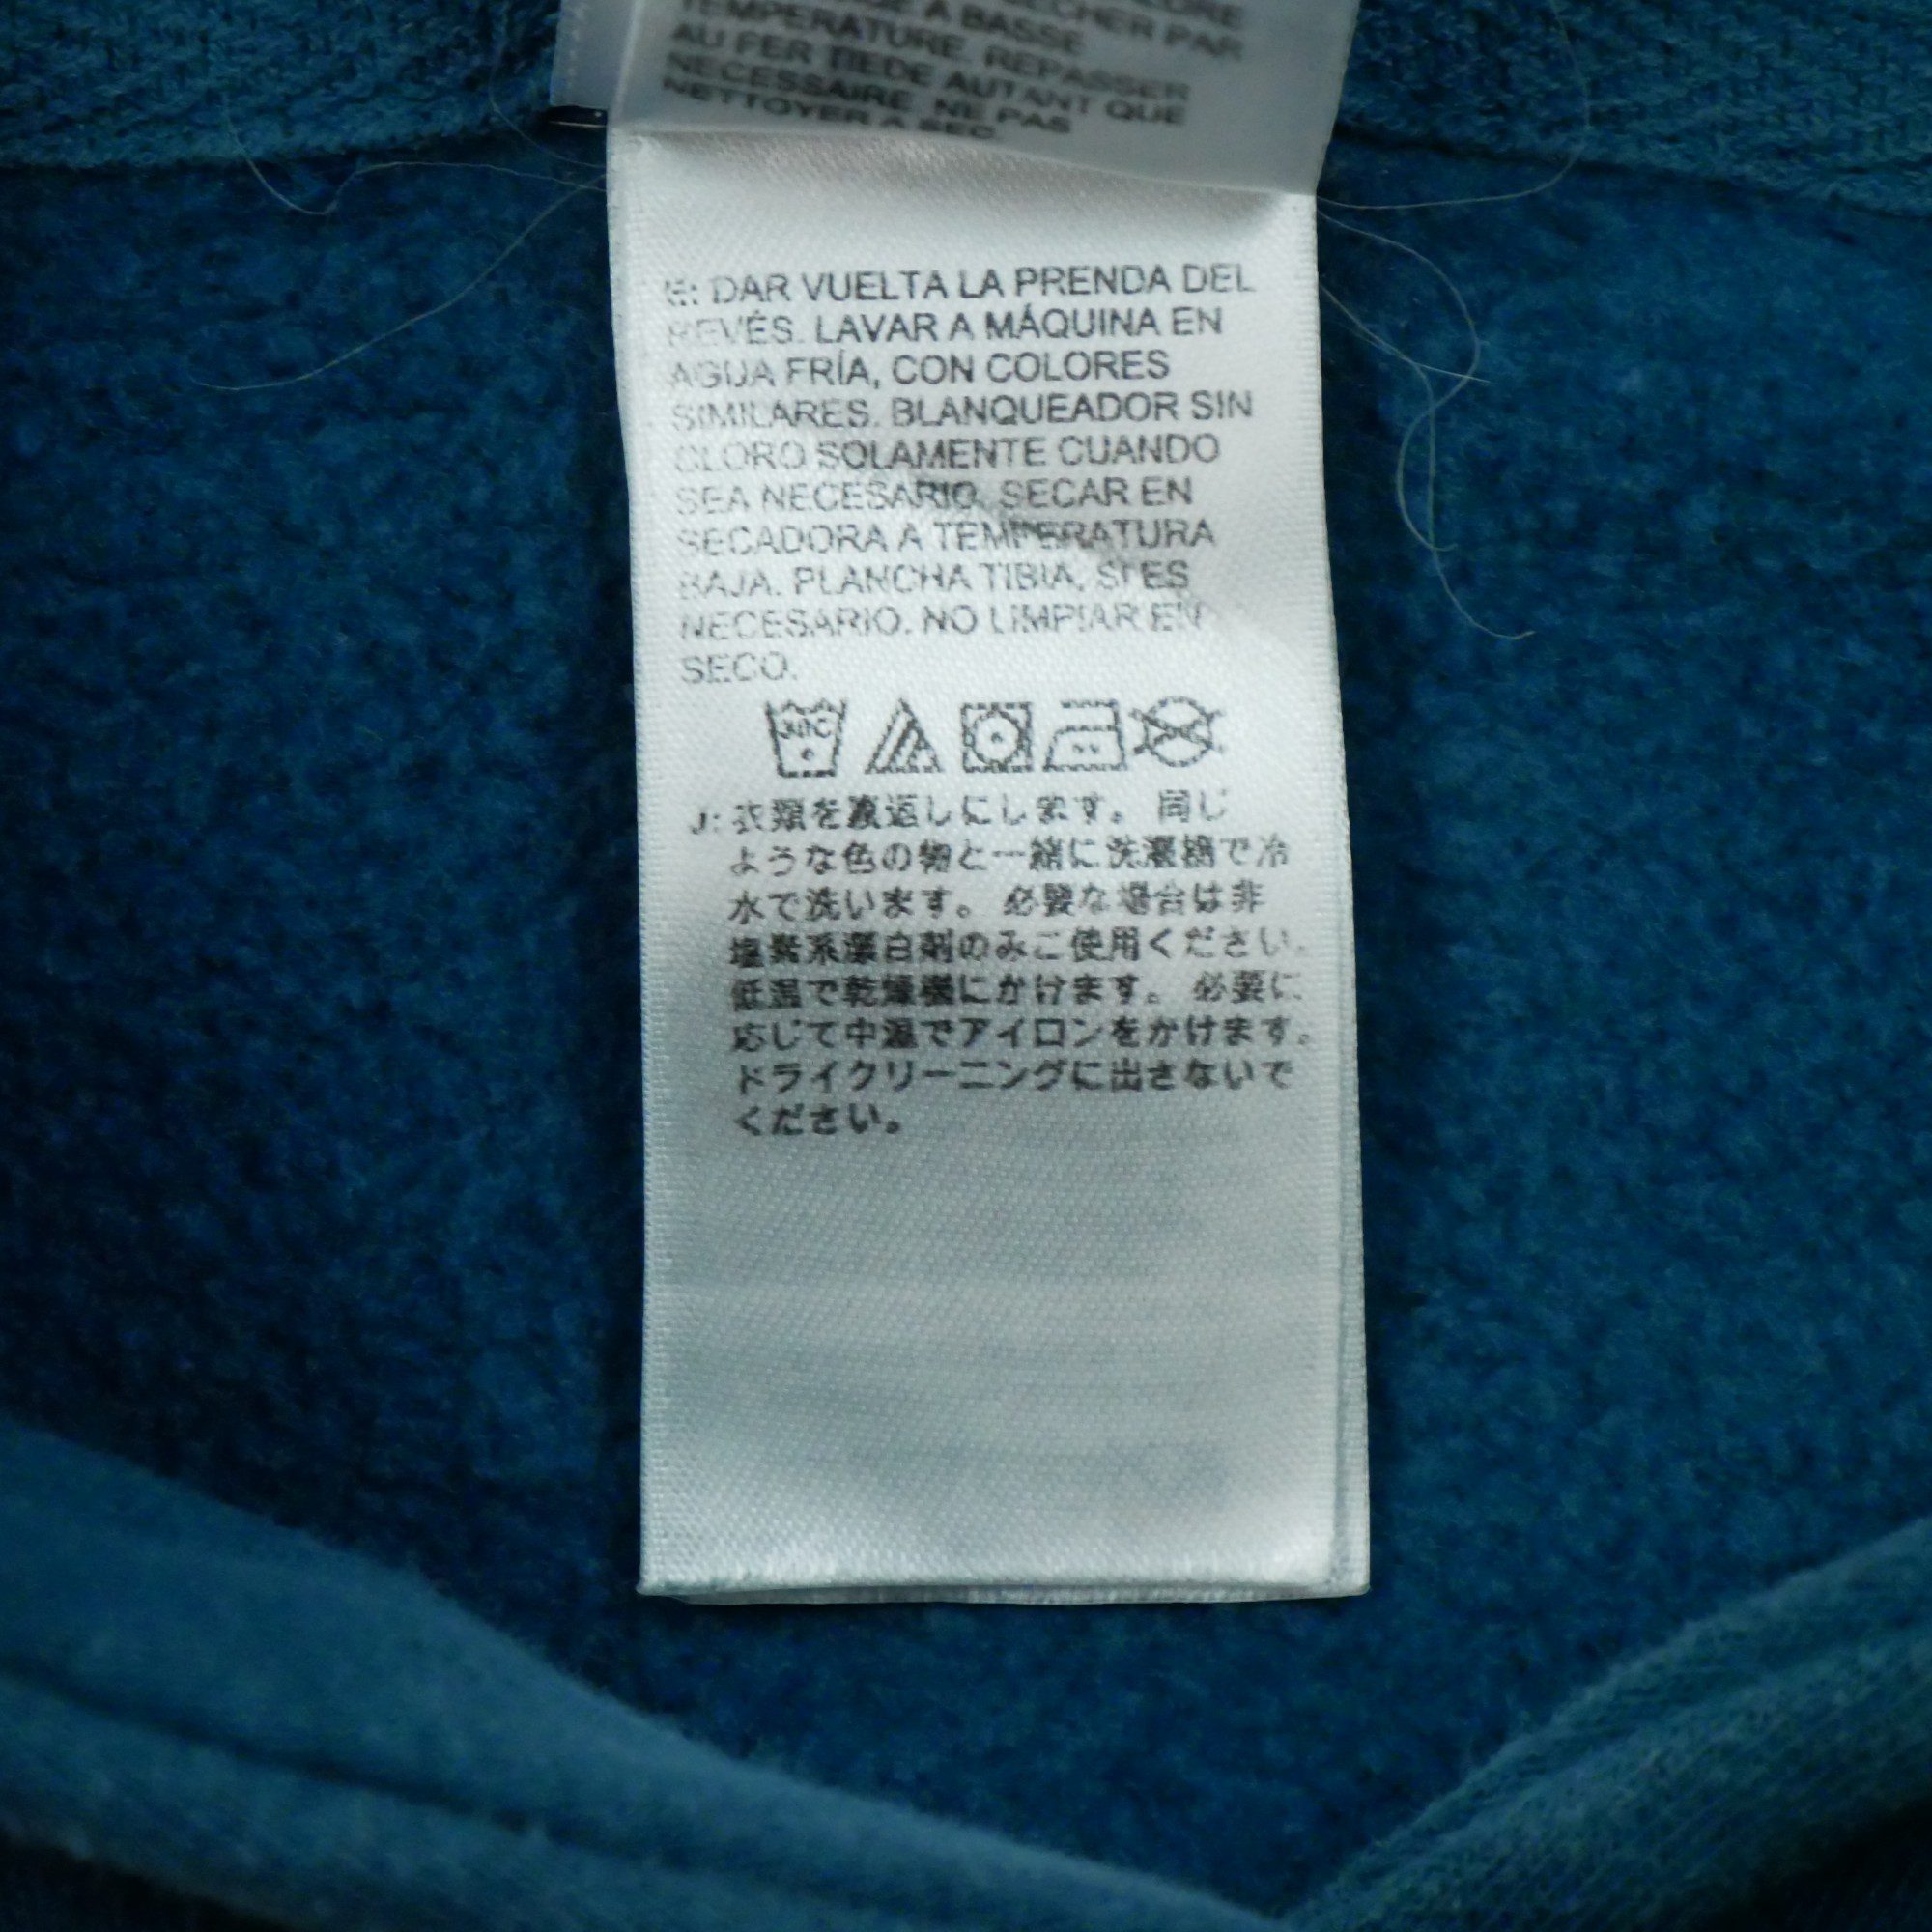 A BASSE
TEMPERATURE. REPASSER
AU FER TIEDE AUTANT QUE
NECESSAIRE. NE PAS
NETTOYER A SEC.
E: DAR VUELTA LA PRENDA DEL
REVÉS. LAVAR A MÁQUINA EN
AGUA FRÍA, CON COLORES
SIMILARES. BLANQUEADOR SIN
CLORO SOLAMENTE CUANDO
SEA NECESARIO. SECAR EN
SECADORA A TEMPERATURA
BAJA. PLANCHA TIBIA, SI ES
NECESARIO. NO LIMPIAR EN
SECO.
30°C
J: 衣類を裏返しにします。 同じ
ような色の物と一緒に洗濯機で冷
水で洗います。 必要な場合は非
塩素系漂白剤のみご使用ください。
低温で乾燥機にかけます。 必要に
応じて中温でアイロンをかけます。
ドライクリーニングに出さないで
ください。